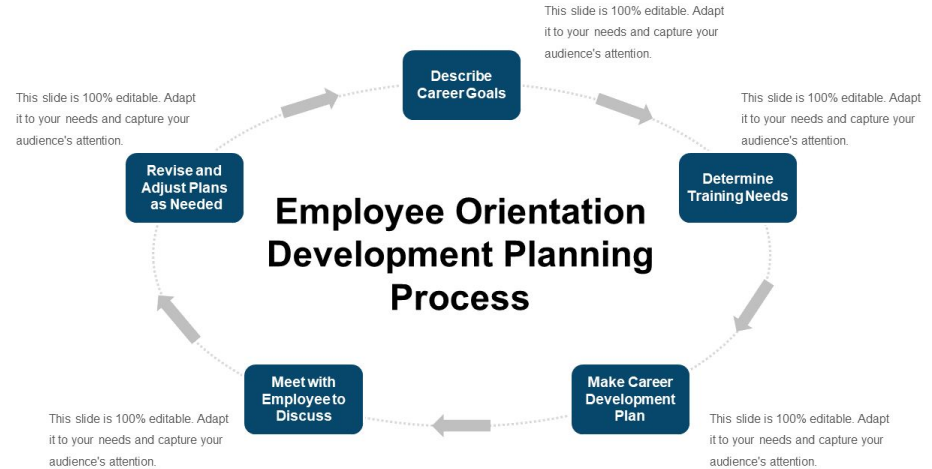 This slide is 100% editable. Adapt
it to your needs and capture your
audience's attention.
Describe
Career Goals
This slide is 100% editable. Adapt
it to your needs and capture your
audience's attention.
This slide is 100% editable. Adapt
it to your needs and capture your
audience's attention.
Revise and
Adjust Plans
as Needed
Determine
Training Needs
Employee Orientation
Development Planning
Process
Meet with
Employee to
Discuss
Make Career
Development
Plan
This slide is 100% editable. Adapt
it to your needs and capture your
audience's attention.
This slide is 100% editable. Adapt
it to your needs and capture your
audience's attention.